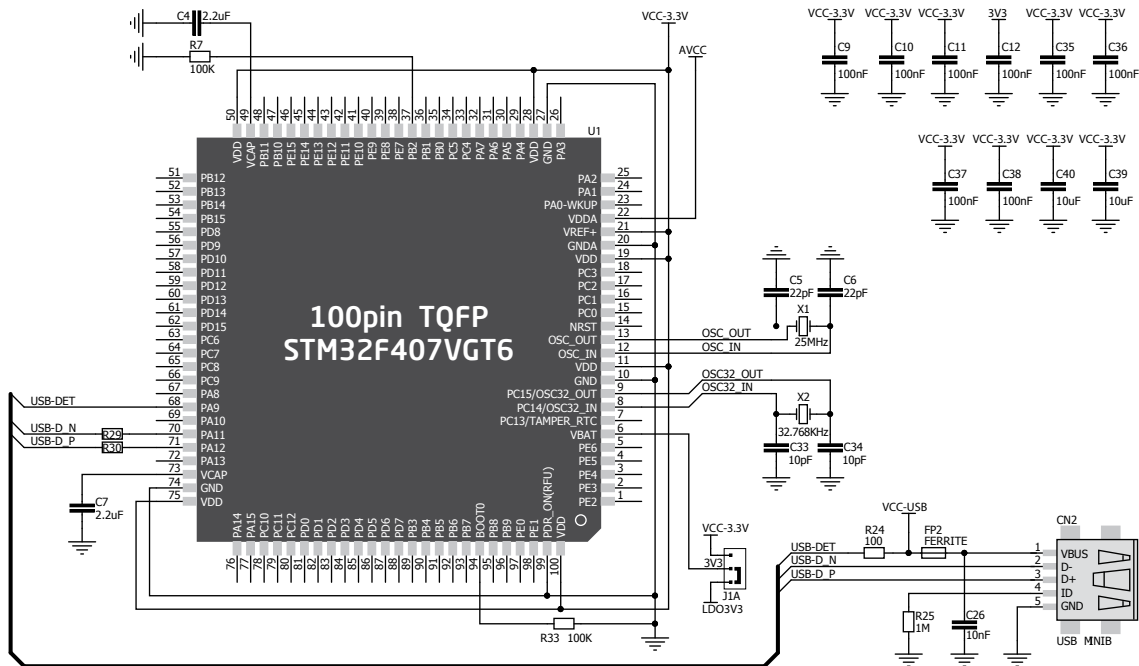 C4
2.2uF
R7
100K
VCC-3.3V
AVCC
VCC-3.3V
C9
100nF
VCC-3.3V
C10
100nF
VCC-3.3V
C11
100nF
3V3
C12
100nF
VCC-3.3V
C35
100nF
VCC-3.3V
C36
100nF
VCC-3.3V
C37
100nF
VCC-3.3V
C38
100nF
VCC-3.3V
C40
10uF
VCC-3.3V
C39
10uF
U1
50 VDD
49 VCAP
48 PB11
47 PB10
46 PE15
45 PE14
44 PE13
43 PE12
42 PE11
41 PE10
40 PE9
39 PE8
38 PE7
37 PB2
36 PB1
35 PB0
34 PC5
33 PC4
32 PA7
31 PA6
30 PA5
29 PA4
28 VDD
27 GND
26 PA3
51 PB12
52 PB13
53 PB14
54 PB15
55 PD8
56 PD9
57 PD10
58 PD11
59 PD12
60 PD13
61 PD14
62 PD15
63 PC6
64 PC7
65 PC8
66 PC9
67 PA8
68 PA9
69 PA10
70 PA11
71 PA12
72 PA13
73 VCAP
74 GND
75 VDD
100pin TQFP
STM32F407VGT6
PA2 25
PA1 24
PA0-WKUP 23
VDDA 22
VREF+ 21
GNDA 20
VDD 19
PC3 18
PC2 17
PC1 16
PC0 15
NRST 14
OSC_OUT 13
OSC_IN 12
VDD 11
GND 10
PC15/OSC32_OUT 9
PC14/OSC32_IN 8
PC13/TAMPER_RTC 7
VBAT 6
PE6 5
PE5 4
PE4 3
PE3 2
PE2 1
76 PA14
77 PA15
78 PC10
79 PC11
80 PC12
81 PD0
82 PD1
83 PD2
84 PD3
85 PD4
86 PD5
87 PD6
88 PD7
89 PB3
90 PB4
91 PB5
92 PB6
93 PB7
94 BOOT0
95 PB8
96 PB9
97 PE0
98 PE1
99 PDR_ON(RFU)
100 VDD
USB-DET
USB-D_N
R29
USB-D_P
R30
C7
2.2uF
R33 100K
C5
22pF
C6
22pF
X1
25MHz
OSC_OUT
OSC_IN
OSC32_OUT
OSC32_IN
X2
32.768KHz
C33
10pF
C34
10pF
VCC-3.3V
3V3
J1A
LDO3V3
USB-DET
USB-D_N
USB-D_P
R24
100
VCC-USB
FP2
FERRITE
R25
1M
C26
10nF
CN2
1 VBUS
2 D-
3 D+
4 ID
5 GND
USB MINIB